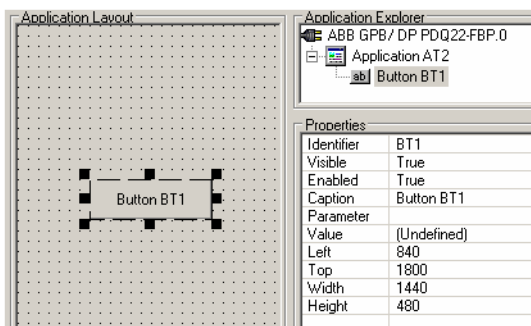 Application Layout
Button BT1
Application Explorer
ABB GPB/ DP PDQ22-FBP.0
Application AT2
ab Button BT1
Properties
Identifier BT1
Visible True
Enabled True
Caption Button BT1
Parameter
Value (Undefined)
Left 840
Top 1800
Width 1440
Height 480